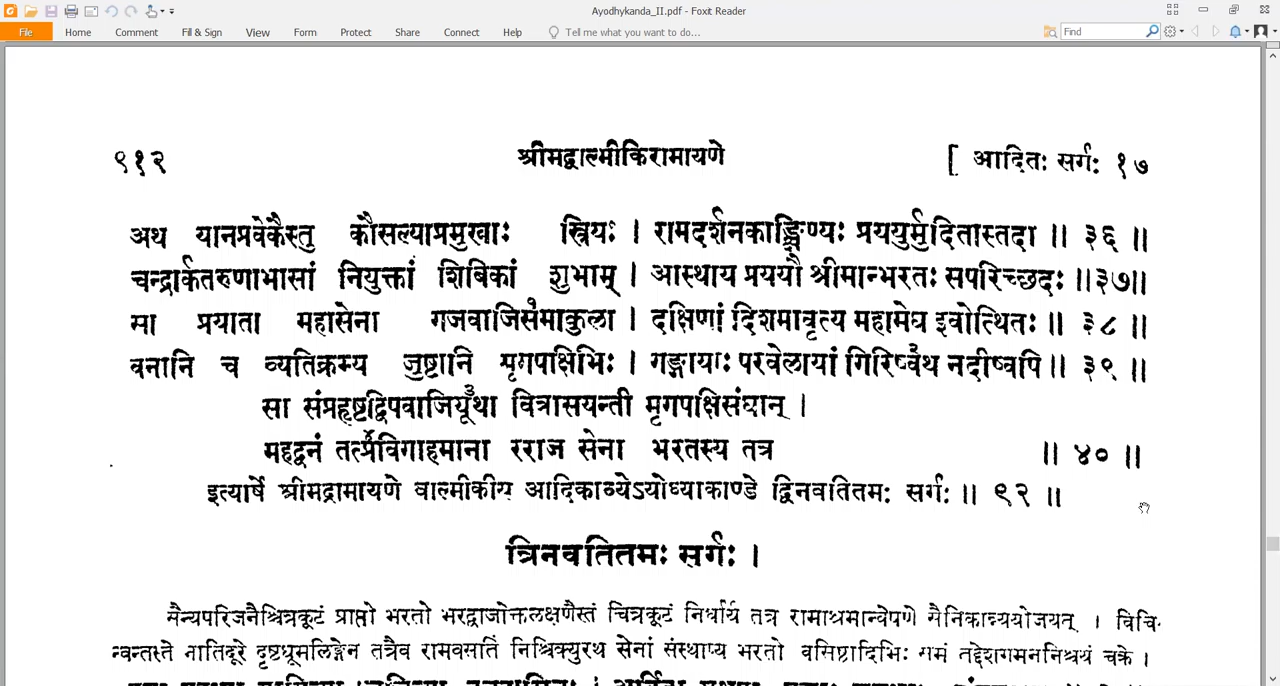 Ayodhykanda_II.pdf - Foxit Reader
File Home Comment Fill & Sign View Form Protect Share Connect Help Tell me what you want to do... Find
९१२ श्रीमद्वाल्मीकिरामायणे [ आदितः सर्गः १७
अथ यानप्रवेकैस्तु कौसल्याप्रमुखाः स्त्रियः । रामदर्शनकाङ्क्षिण्यः प्रययुर्मुदितास्तदा ॥ ३६ ॥
चन्द्रार्कतरुणाभासां नियुक्तां शिबिकां शुभाम् । आस्थाय प्रययौ श्रीमान्भरतः सपरिच्छदः ॥३७॥
सा प्रयाता महासेना गजवाजिसमाकुला । दक्षिणां दिशमावृत्य महामेघ इवोत्थितः ॥ ३८ ॥
वनानि च व्यतिक्रम्य जुष्टानि मृगपक्षिभिः । गङ्गायाः परवेलायां गिरिष्वथ नदीष्वपि ॥ ३९ ॥
सा संप्रहृष्टद्विपवाजियूथा वित्रासयन्ती मृगपक्षिसंघान् ।
महद्वनं तत्प्रविगाहमाना रराज सेना भरतस्य तत्र ॥ ४० ॥
इत्यार्षे श्रीमद्रामायणे वाल्मीकीय आदिकाव्येऽयोध्याकाण्डे द्विनवतितमः सर्गः ॥ ९२ ॥
त्रिनवतितमः सर्गः ।
सैन्यपरिजनैश्चित्रकूटं प्राप्तो भरतो भरद्वाजोक्तलक्षणैस्तं चित्रकूटं निर्धार्य तत्र रामाश्रमान्वेषणे सैनिकान्व्ययोजयत् । विचि-
न्वन्तस्ते नातिदूरे दृष्टधूमलिङ्गेन तत्रैव रामवसतिं निश्चिक्युरथ सेनां संस्थाप्य भरतो वसिष्ठादिभिः समं तद्देशगमननिश्चयं चक्रे ।